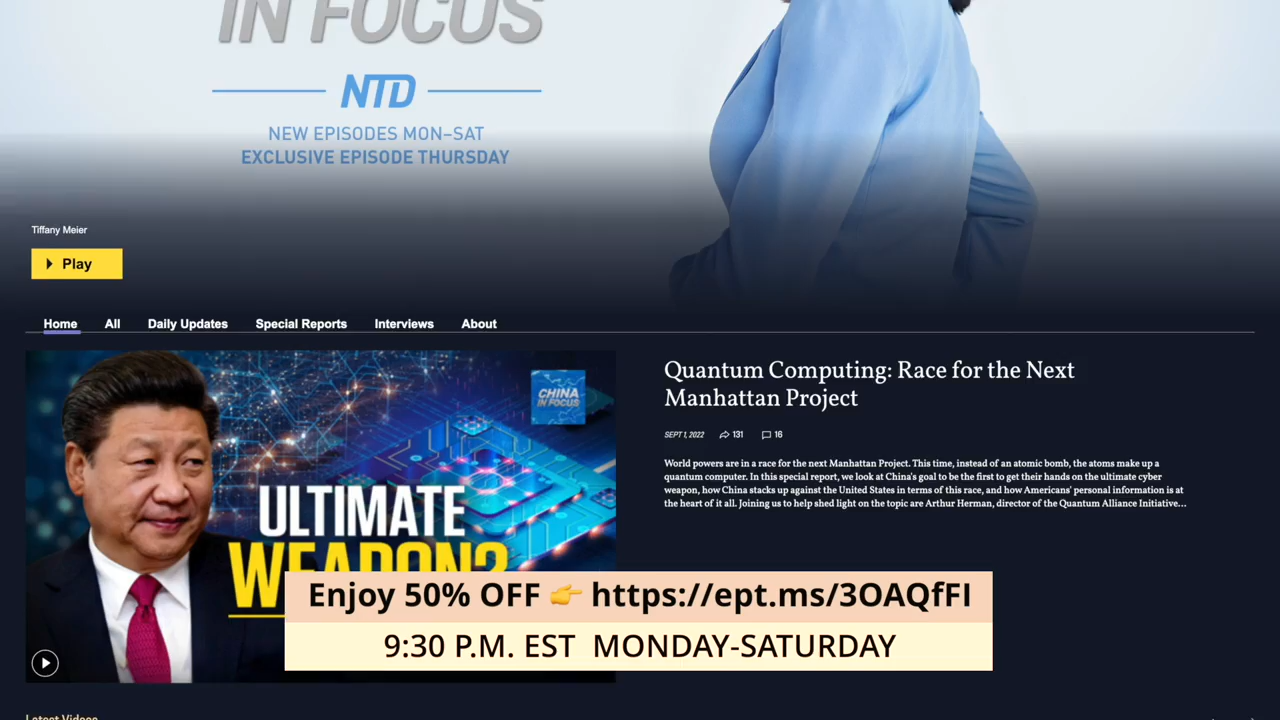 IN FOCUS
NTD
NEW EPISODES MON–SAT
EXCLUSIVE EPISODE THURSDAY
Tiffany Meier
Play
Home All Daily Updates Special Reports Interviews About
CHINA
IN FOCUS
ULTIMATE
WEAPON?
Quantum Computing: Race for the Next
Manhattan Project
SEPT 1, 2022 131 16
World powers are in a race for the next Manhattan Project. This time, instead of an atomic bomb, the atoms make up a
quantum computer. In this special report, we look at China's goal to be the first to get their hands on the ultimate cyber
weapon, how China stacks up against the United States in terms of this race, and how Americans' personal information is at
the heart of it all. Joining us to help shed light on the topic are Arthur Herman, director of the Quantum Alliance Initiative...
Enjoy 50% OFF 👉 https://ept.ms/3OAQfFI
9:30 P.M. EST MONDAY-SATURDAY
Latest Videos